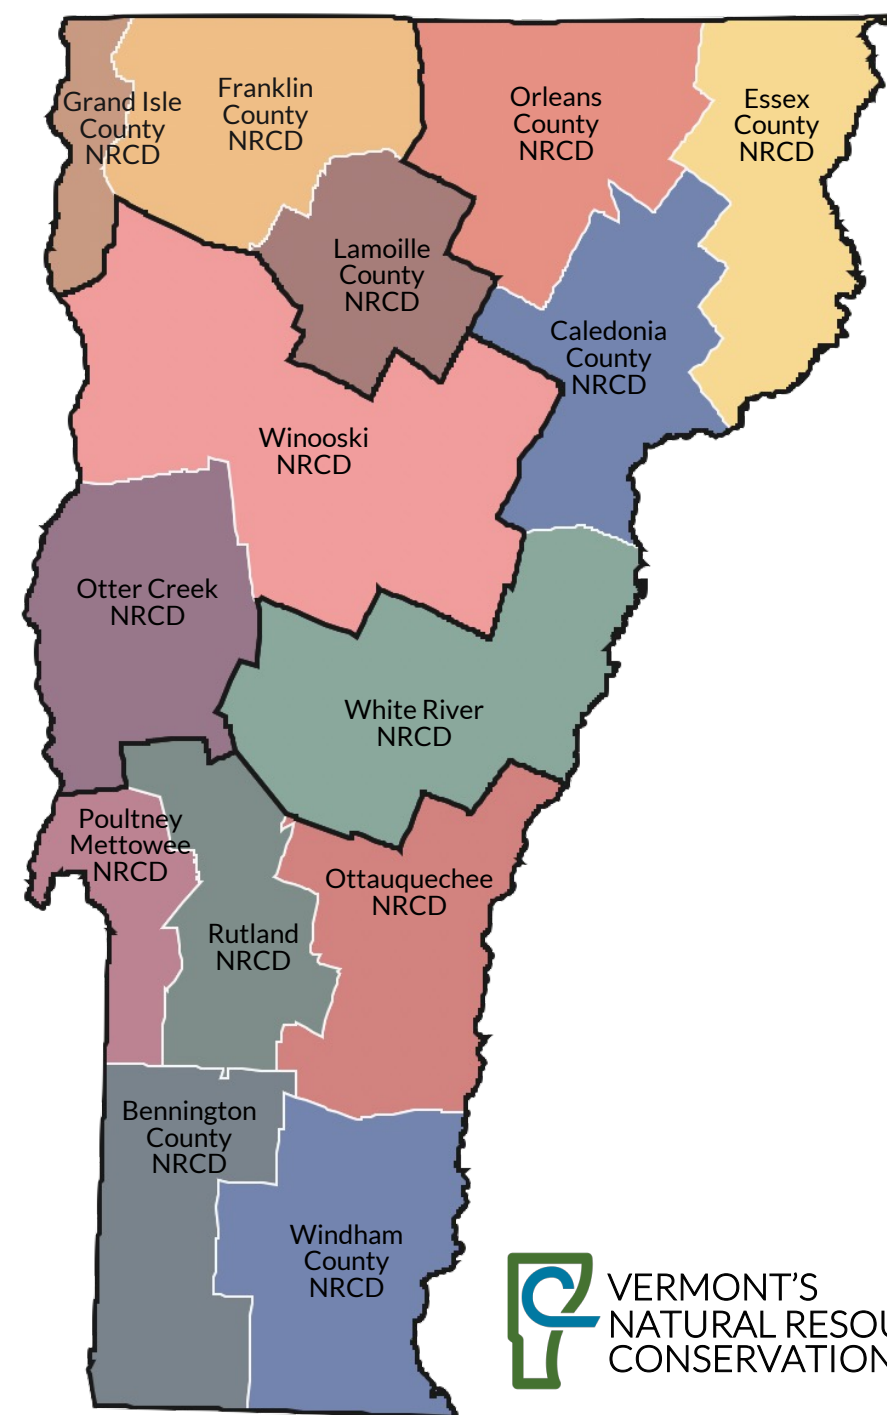 Grand Isle
County
NRCD
Franklin
County
NRCD
Orleans
County
NRCD
Essex
County
NRCD
Lamoille
County
NRCD
Caledonia
County
NRCD
Winooski
NRCD
Otter Creek
NRCD
White River
NRCD
Poultney
Mettowee
NRCD
Ottauquechee
NRCD
Rutland
NRCD
Bennington
County
NRCD
Windham
County
NRCD
VERMONT'S
NATURAL
CONSERVATION